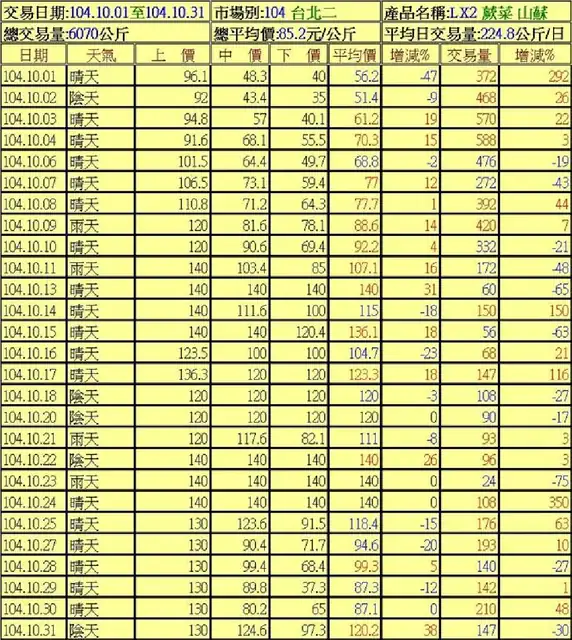 交易日期:104.10.01至104.10.31 市場別:104 台北二 產品名稱:LX2 蕨菜 山蘇
總交易量:6070公斤 總平均價:85.2元/公斤 平均日交易量:224.8公斤/日
日期 天氣 上 價 中 價 下 價 平均價 增減% 交易量 增減%
104.10.01 晴天 96.1 48.3 40 56.2 -47 372 292
104.10.02 陰天 92 43.4 35 51.4 -9 468 26
104.10.03 晴天 94.8 57 40.1 61.2 19 570 22
104.10.04 晴天 91.6 68.1 55.5 70.3 15 588 3
104.10.06 晴天 101.5 64.4 49.7 68.8 -2 476 -19
104.10.07 晴天 106.5 73.1 59.4 77 12 272 -43
104.10.08 晴天 110.8 71.2 64.3 77.7 1 392 44
104.10.09 雨天 120 81.6 78.1 88.6 14 420 7
104.10.10 晴天 120 90.6 69.4 92.2 4 332 -21
104.10.11 雨天 140 103.4 85 107.1 16 172 -48
104.10.13 晴天 140 140 140 140 31 60 -65
104.10.14 晴天 140 111.6 100 115 -18 150 150
104.10.15 晴天 140 140 120.4 136.1 18 56 -63
104.10.16 晴天 123.5 100 100 104.7 -23 68 21
104.10.17 晴天 136.3 120 120 123.3 18 147 116
104.10.18 陰天 120 120 120 120 -3 108 -27
104.10.20 陰天 120 120 120 120 0 90 -17
104.10.21 雨天 120 117.6 82.1 111 -8 93 3
104.10.22 陰天 140 140 140 140 26 96 3
104.10.23 雨天 140 140 140 140 0 24 -75
104.10.24 晴天 140 140 140 140 0 108 350
104.10.25 晴天 130 123.6 91.5 118.4 -15 176 63
104.10.27 晴天 130 90.4 71.7 94.6 -20 193 10
104.10.28 晴天 130 99.4 68.4 99.3 5 140 -27
104.10.29 晴天 130 89.8 37.3 87.3 -12 142 1
104.10.30 晴天 130 80.2 65 87.1 0 210 48
104.10.31 陰天 130 124.6 97.3 120.2 38 147 -30